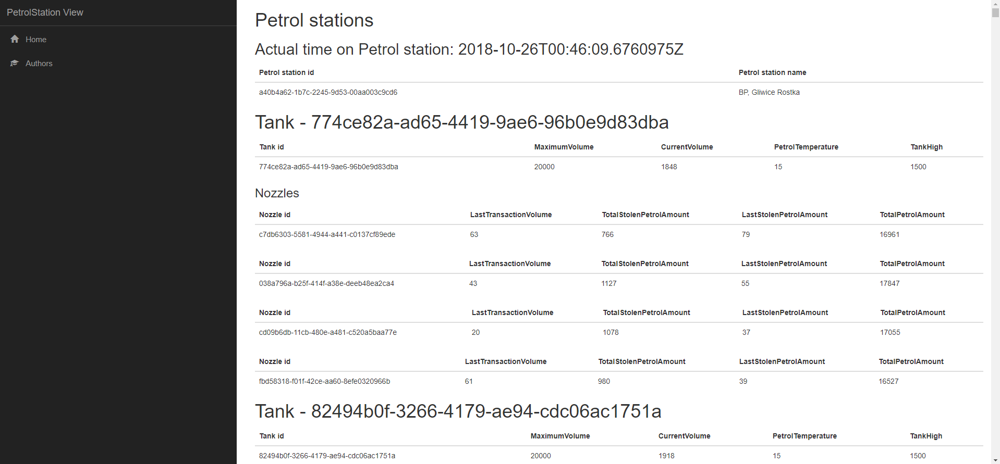 PetrolStation View
Home
Authors
Petrol stations
Actual time on Petrol station: 2018-10-26T00:46:09.6760975Z
Petrol station id Petrol station name
a40b4a62-1b7c-2245-9d53-00aa003c9cd6 BP, Gliwice Rostka
Tank - 774ce82a-ad65-4419-9ae6-96b0e9d83dba
Tank id MaximumVolume CurrentVolume PetrolTemperature TankHigh
774ce82a-ad65-4419-9ae6-96b0e9d83dba 20000 1848 15 1500
Nozzles
Nozzle id LastTransactionVolume TotalStolenPetrolAmount LastStolenPetrolAmount TotalPetrolAmount
c7db6303-5581-4944-a441-c0137cf89ede 63 766 79 16961
Nozzle id LastTransactionVolume TotalStolenPetrolAmount LastStolenPetrolAmount TotalPetrolAmount
038a796a-b25f-414f-a38e-deeb48ea2ca4 43 1127 55 17847
Nozzle id LastTransactionVolume TotalStolenPetrolAmount LastStolenPetrolAmount TotalPetrolAmount
cd09b6db-11cb-480e-a481-c520a5baa77e 20 1078 37 17055
Nozzle id LastTransactionVolume TotalStolenPetrolAmount LastStolenPetrolAmount TotalPetrolAmount
fbd58318-f01f-42ce-aa60-8efe0320966b 61 980 39 16527
Tank - 82494b0f-3266-4179-ae94-cdc06ac1751a
Tank id MaximumVolume CurrentVolume PetrolTemperature TankHigh
82494b0f-3266-4179-ae94-cdc06ac1751a 20000 1918 15 1500